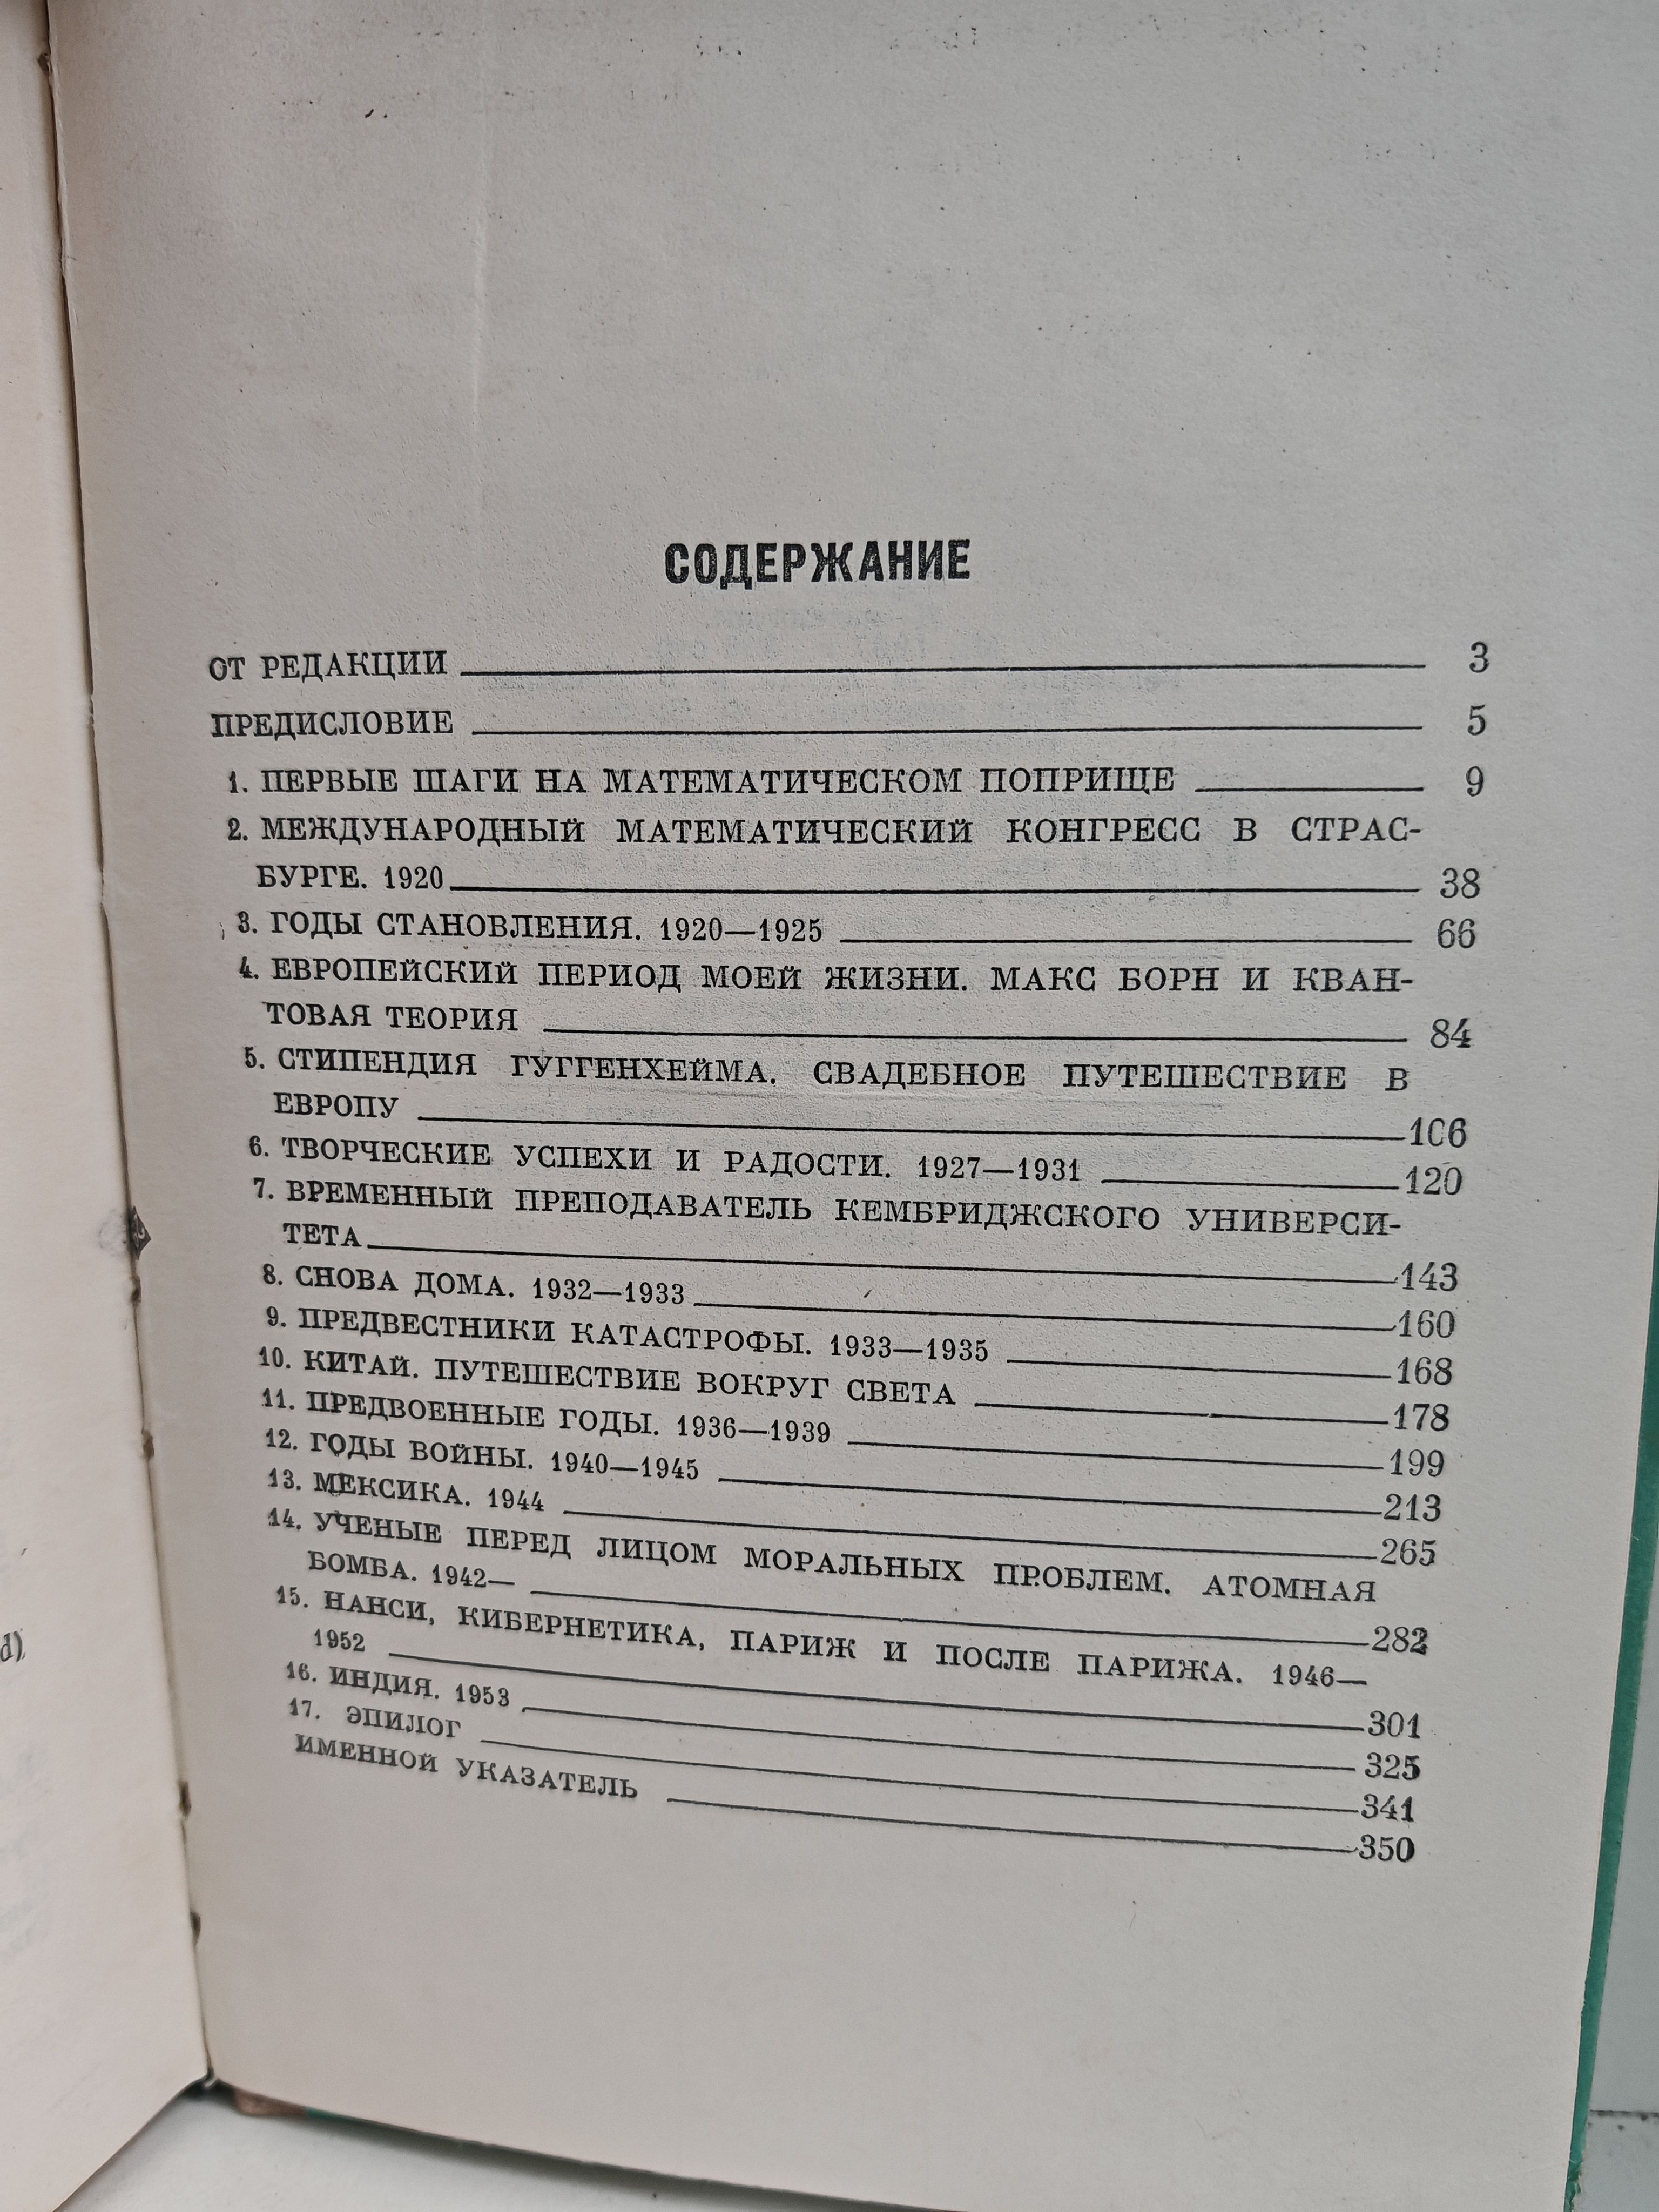 СОДЕРЖАНИЕ
ОТ РЕДАКЦИИ 3
ПРЕДИСЛОВИЕ 5
1. ПЕРВЫЕ ШАГИ НА МАТЕМАТИЧЕСКОМ ПОПРИЩЕ 9
2. МЕЖДУНАРОДНЫЙ МАТЕМАТИЧЕСКИЙ КОНГРЕСС В СТРАС-
БУРГЕ. 1920 38
3. ГОДЫ СТАНОВЛЕНИЯ. 1920—1925 66
4. ЕВРОПЕЙСКИЙ ПЕРИОД МОЕЙ ЖИЗНИ. МАКС БОРН И КВАН-
ТОВАЯ ТЕОРИЯ 84
5. СТИПЕНДИЯ ГУГГЕНХЕЙМА. СВАДЕБНОЕ ПУТЕШЕСТВИЕ В
ЕВРОПУ 106
6. ТВОРЧЕСКИЕ УСПЕХИ И РАДОСТИ. 1927—1931 120
7. ВРЕМЕННЫЙ ПРЕПОДАВАТЕЛЬ КЕМБРИДЖСКОГО УНИВЕРСИ-
ТЕТА 143
8. СНОВА ДОМА. 1932—1933 160
9. ПРЕДВЕСТНИКИ КАТАСТРОФЫ. 1933—1935 168
10. КИТАЙ. ПУТЕШЕСТВИЕ ВОКРУГ СВЕТА 178
11. ПРЕДВОЕННЫЕ ГОДЫ. 1936—1939 199
12. ГОДЫ ВОЙНЫ. 1940—1945 213
13. МЕКСИКА. 1944 265
14. УЧЕНЫЕ ПЕРЕД ЛИЦОМ МОРАЛЬНЫХ ПРОБЛЕМ. АТОМНАЯ
БОМБА. 1942— 282
15. НАНСИ, КИБЕРНЕТИКА, ПАРИЖ И ПОСЛЕ ПАРИЖА. 1946—
1952 301
16. ИНДИЯ. 1953 325
17. ЭПИЛОГ 341
ИМЕННОЙ УКАЗАТЕЛЬ 350
d).